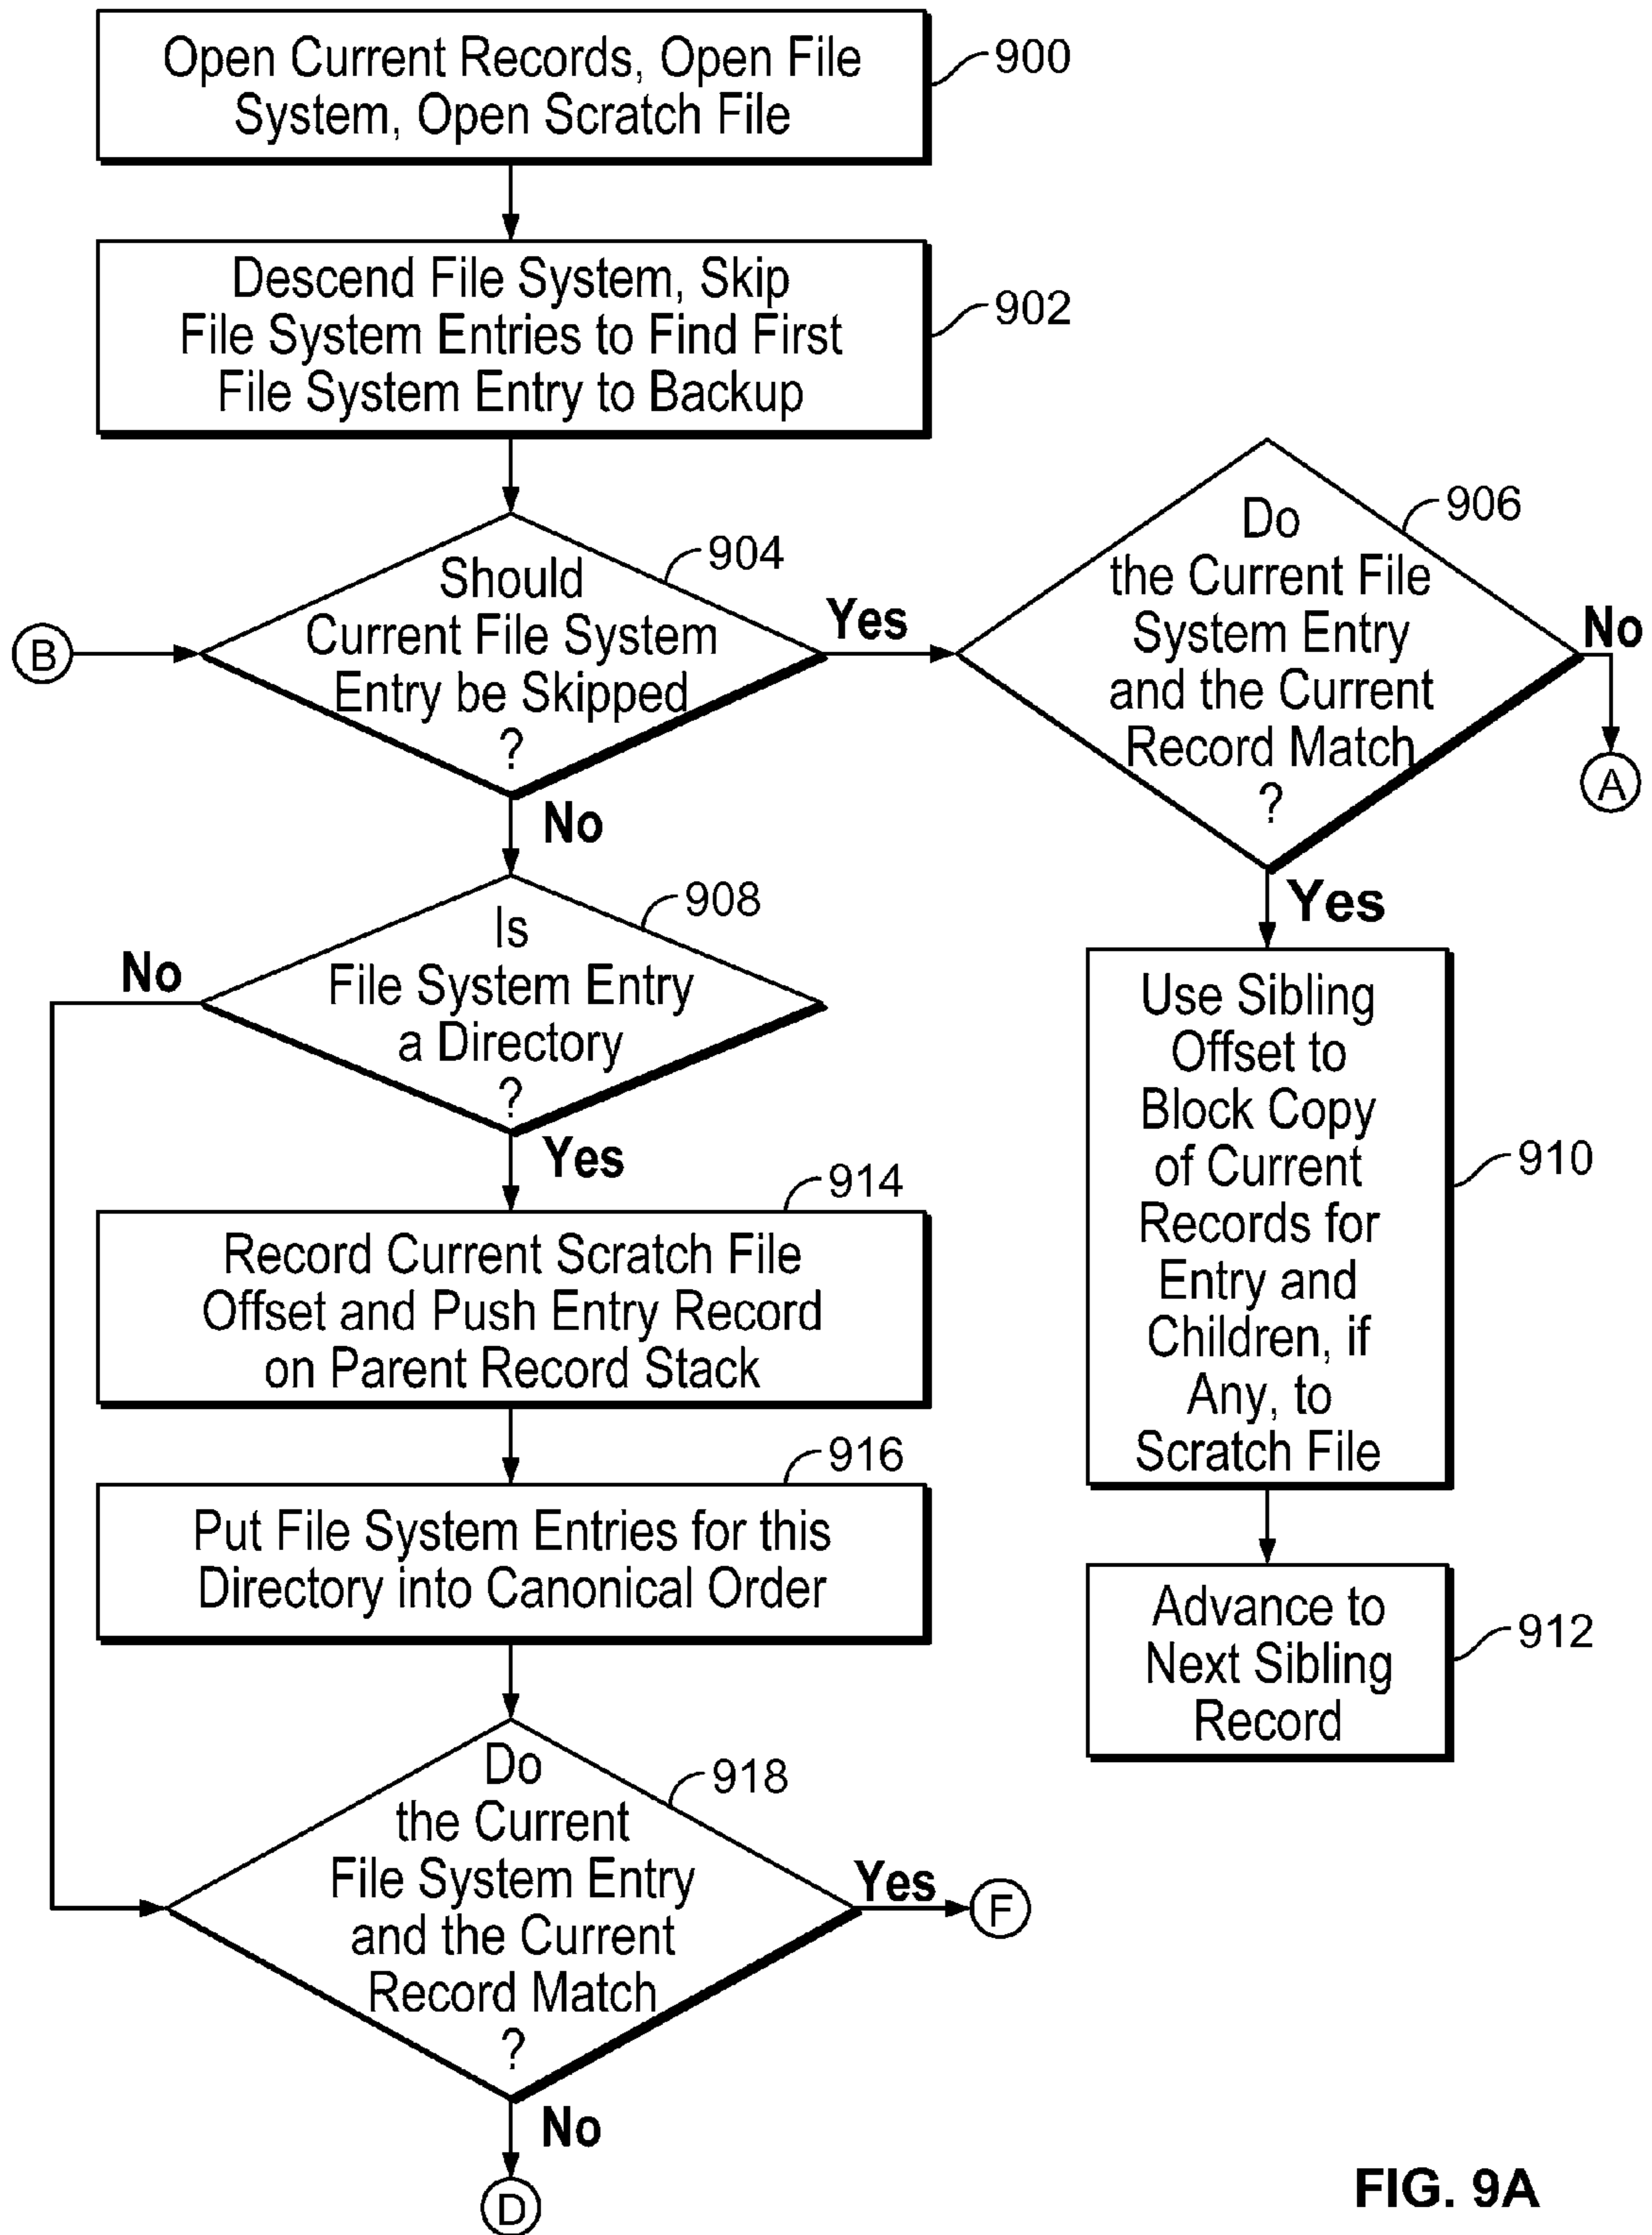 Open Current Records, Open File
System, Open Scratch File
900
Descend File System, Skip
File System Entries to Find First
File System Entry to Backup
902
Should
Current File System
Entry be Skipped
?
904
B
Yes
No
Do
the Current File
System Entry
and the Current
Record Match
?
906
No
A
Yes
Is
File System Entry
a Directory
?
908
No
Yes
Use Sibling
Offset to
Block Copy
of Current
Records for
Entry and
Children, if
Any, to
Scratch File
910
Record Current Scratch File
Offset and Push Entry Record
on Parent Record Stack
914
Put File System Entries for this
Directory into Canonical Order
916
Advance to
Next Sibling
Record
912
Do
the Current
File System Entry
and the Current
Record Match
?
918
Yes
F
No
D
FIG. 9A